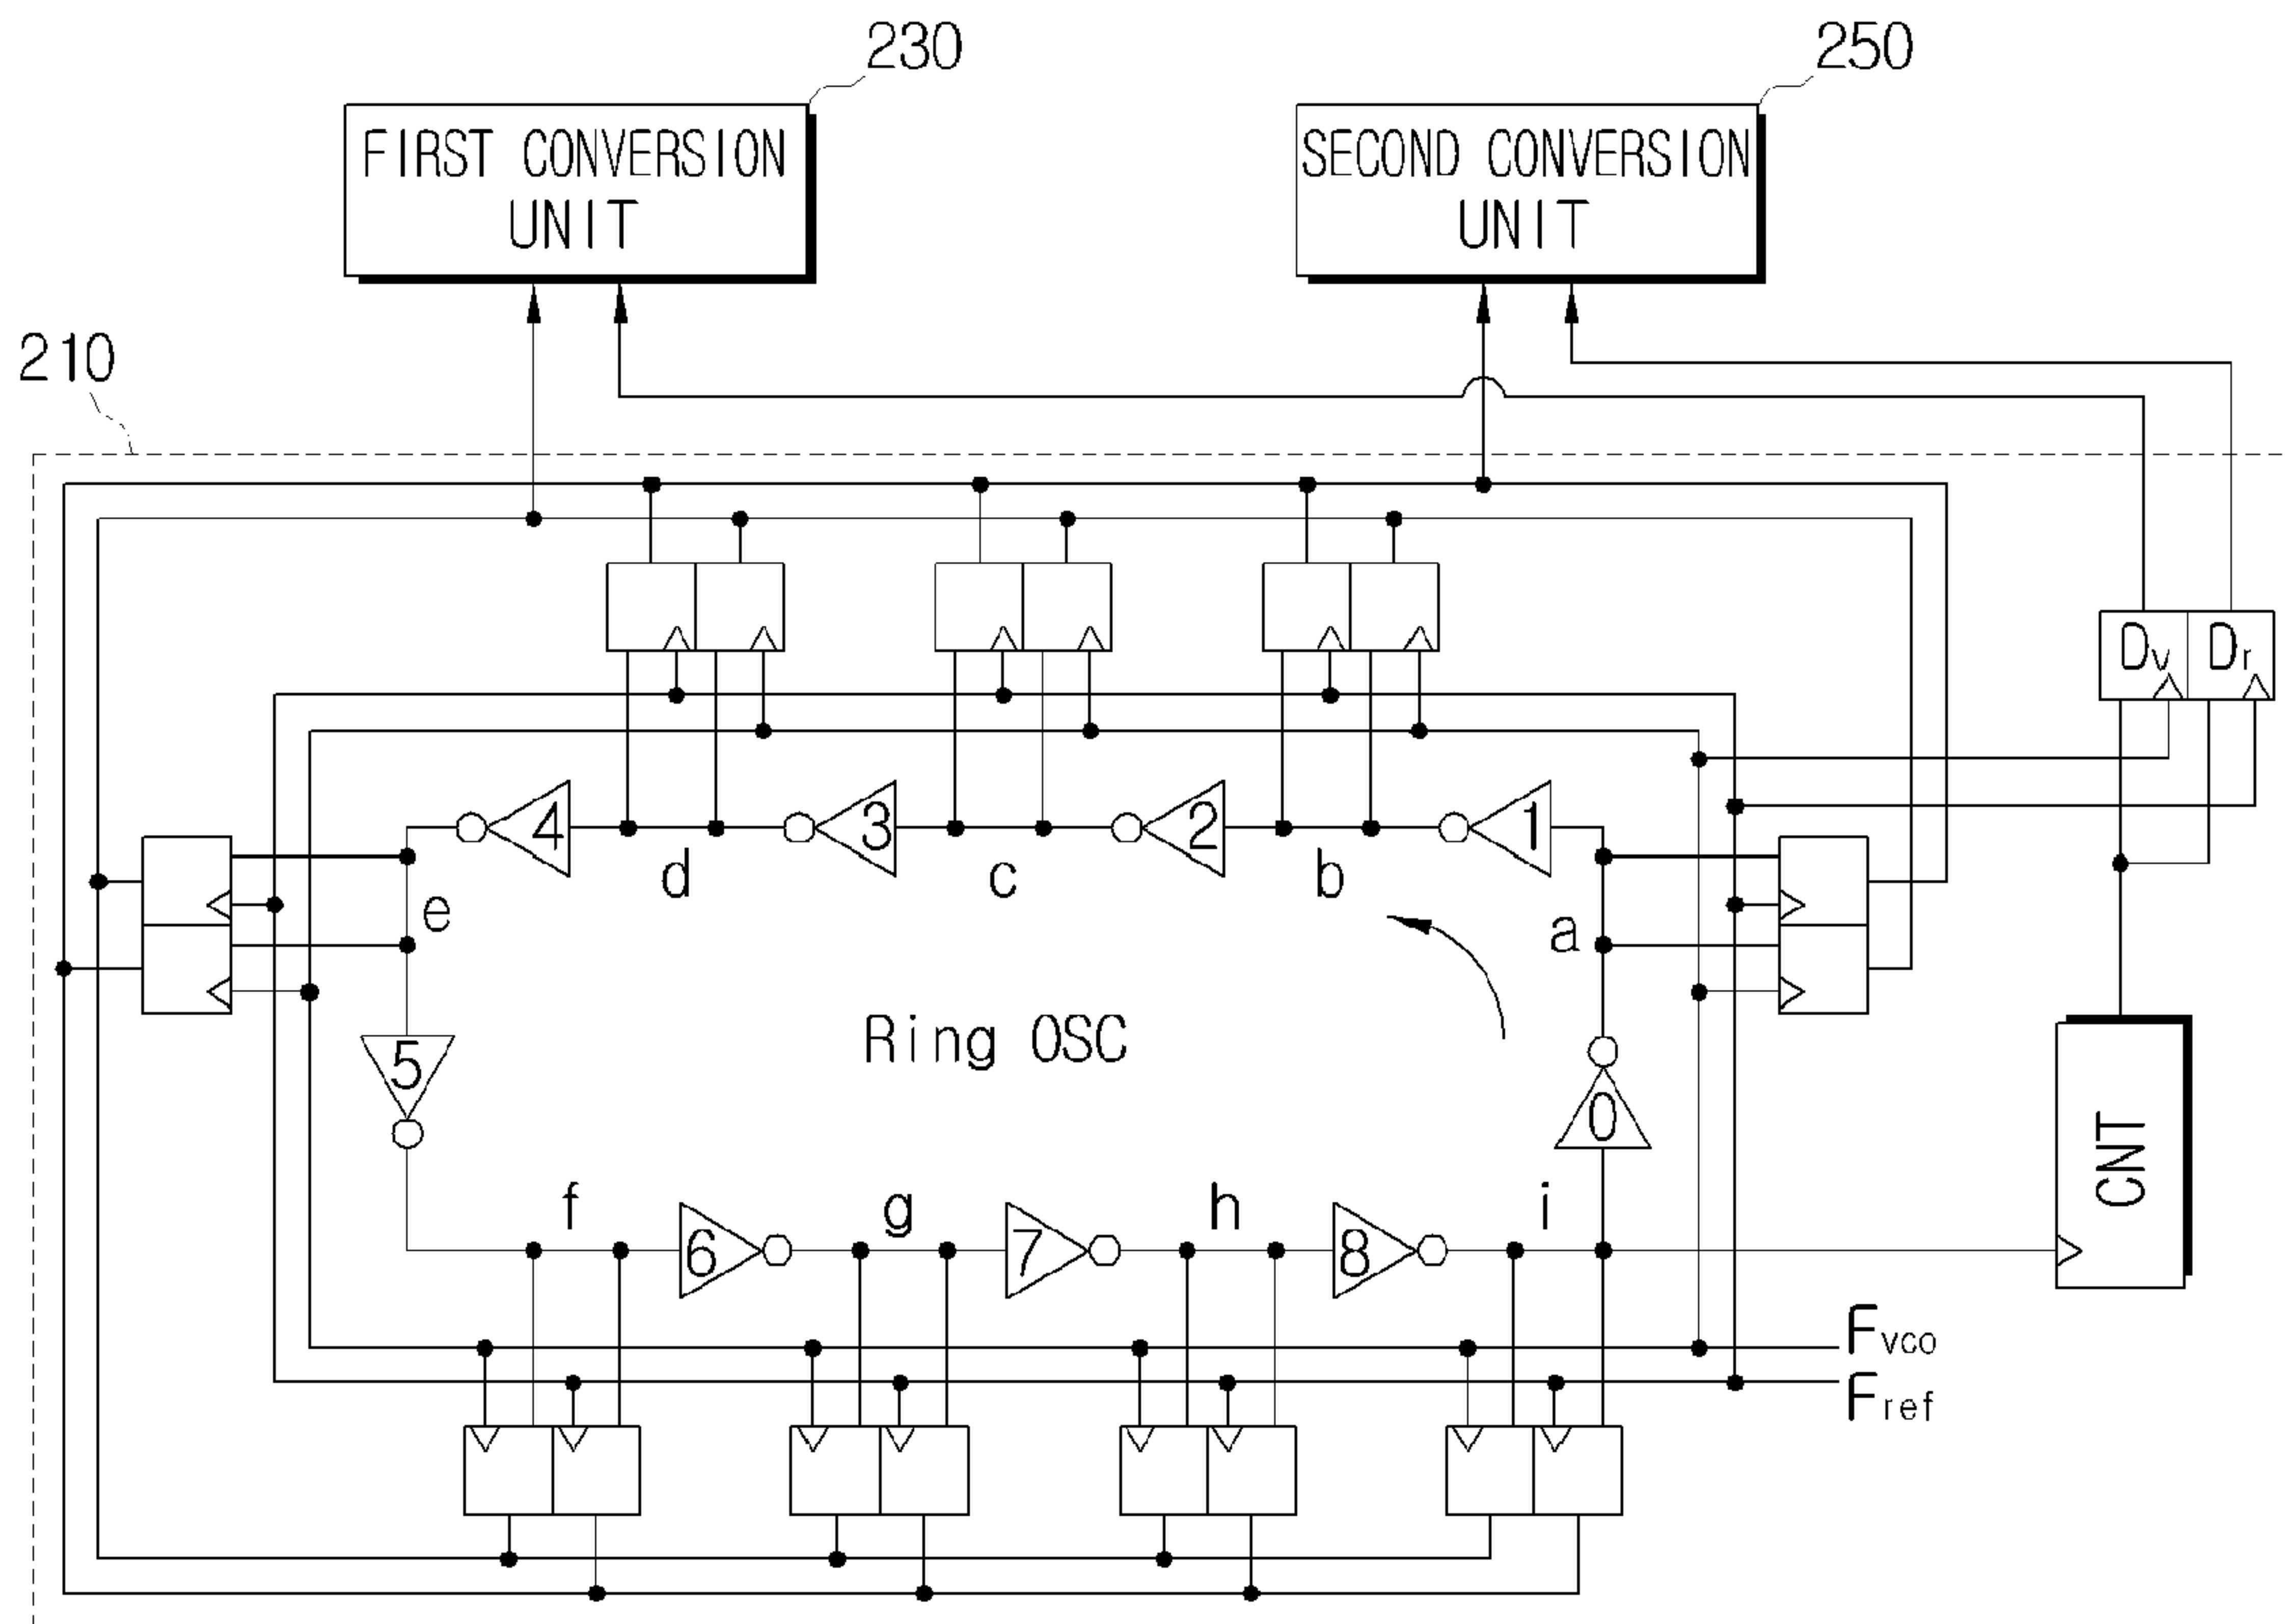 230
250
FIRST CONVERSION
UNIT
SECOND CONVERSION
UNIT
210
Dv
Dr
4
3
2
1
d
c
b
e
a
5
Ring OSC
0
CNT
f
g
h
i
6
7
8
Fvco
Fref